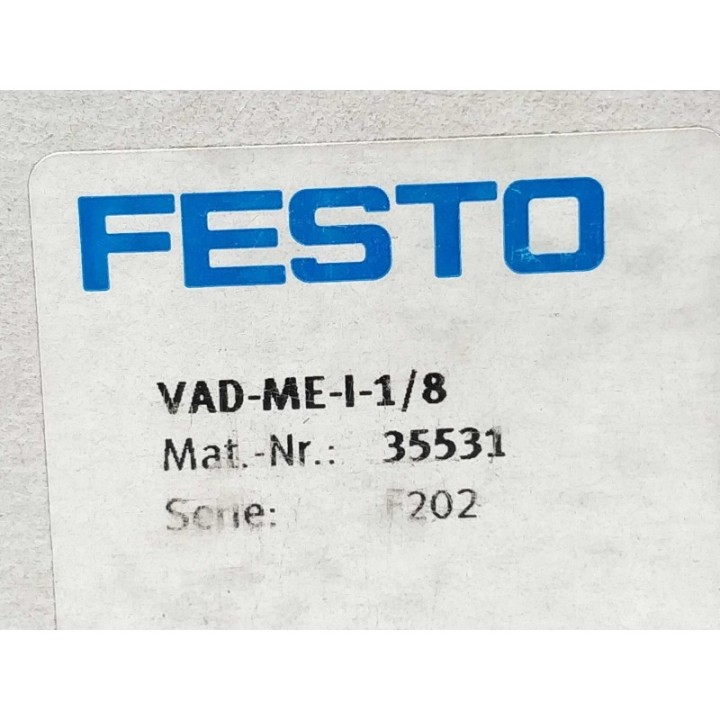 FESTO
VAD-ME-I-1/8
Mat.-Nr.: 35531
Serie: F202